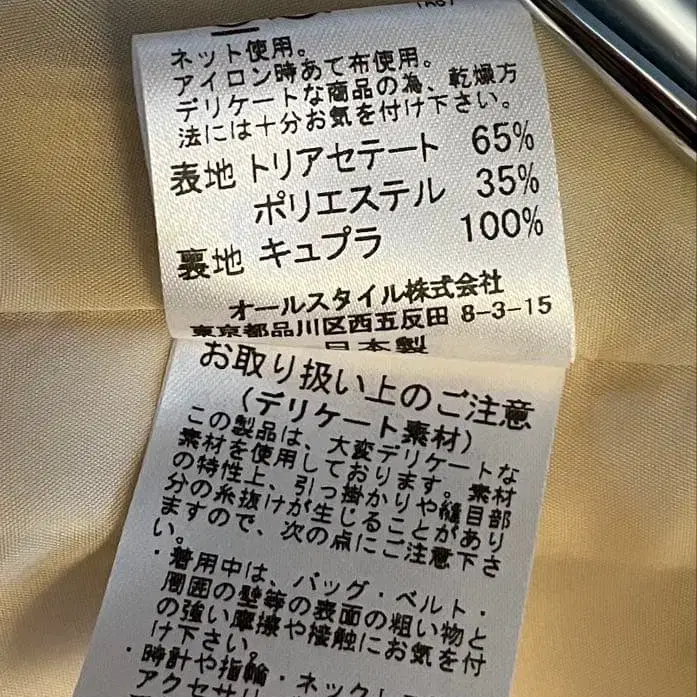 ネット使用。
アイロン時あて布使用。
デリケートな商品の為、乾燥方
法には十分お気を付け下さい。
表地 トリアセテート 65%
ポリエステル 35%
裏地 キュプラ 100%
オールスタイル株式会社
東京都品川区西五反田 8-3-15
日本製
お取り扱い上のご注意
(デリケート素材)
この製品は、大変デリケートな
素材を使用しております。素材
の特性上、引っ掛かりや縫目部
分の糸抜けが生じることがあり
ますので、次の点にご注意下さ
い。
・着用中は、バッグ・ベルト・
周囲の壁等の表面の粗い物と
の強い摩擦や接触にお気を付
け下さい。
・時計や指輪・ネックレ
アクセサリ